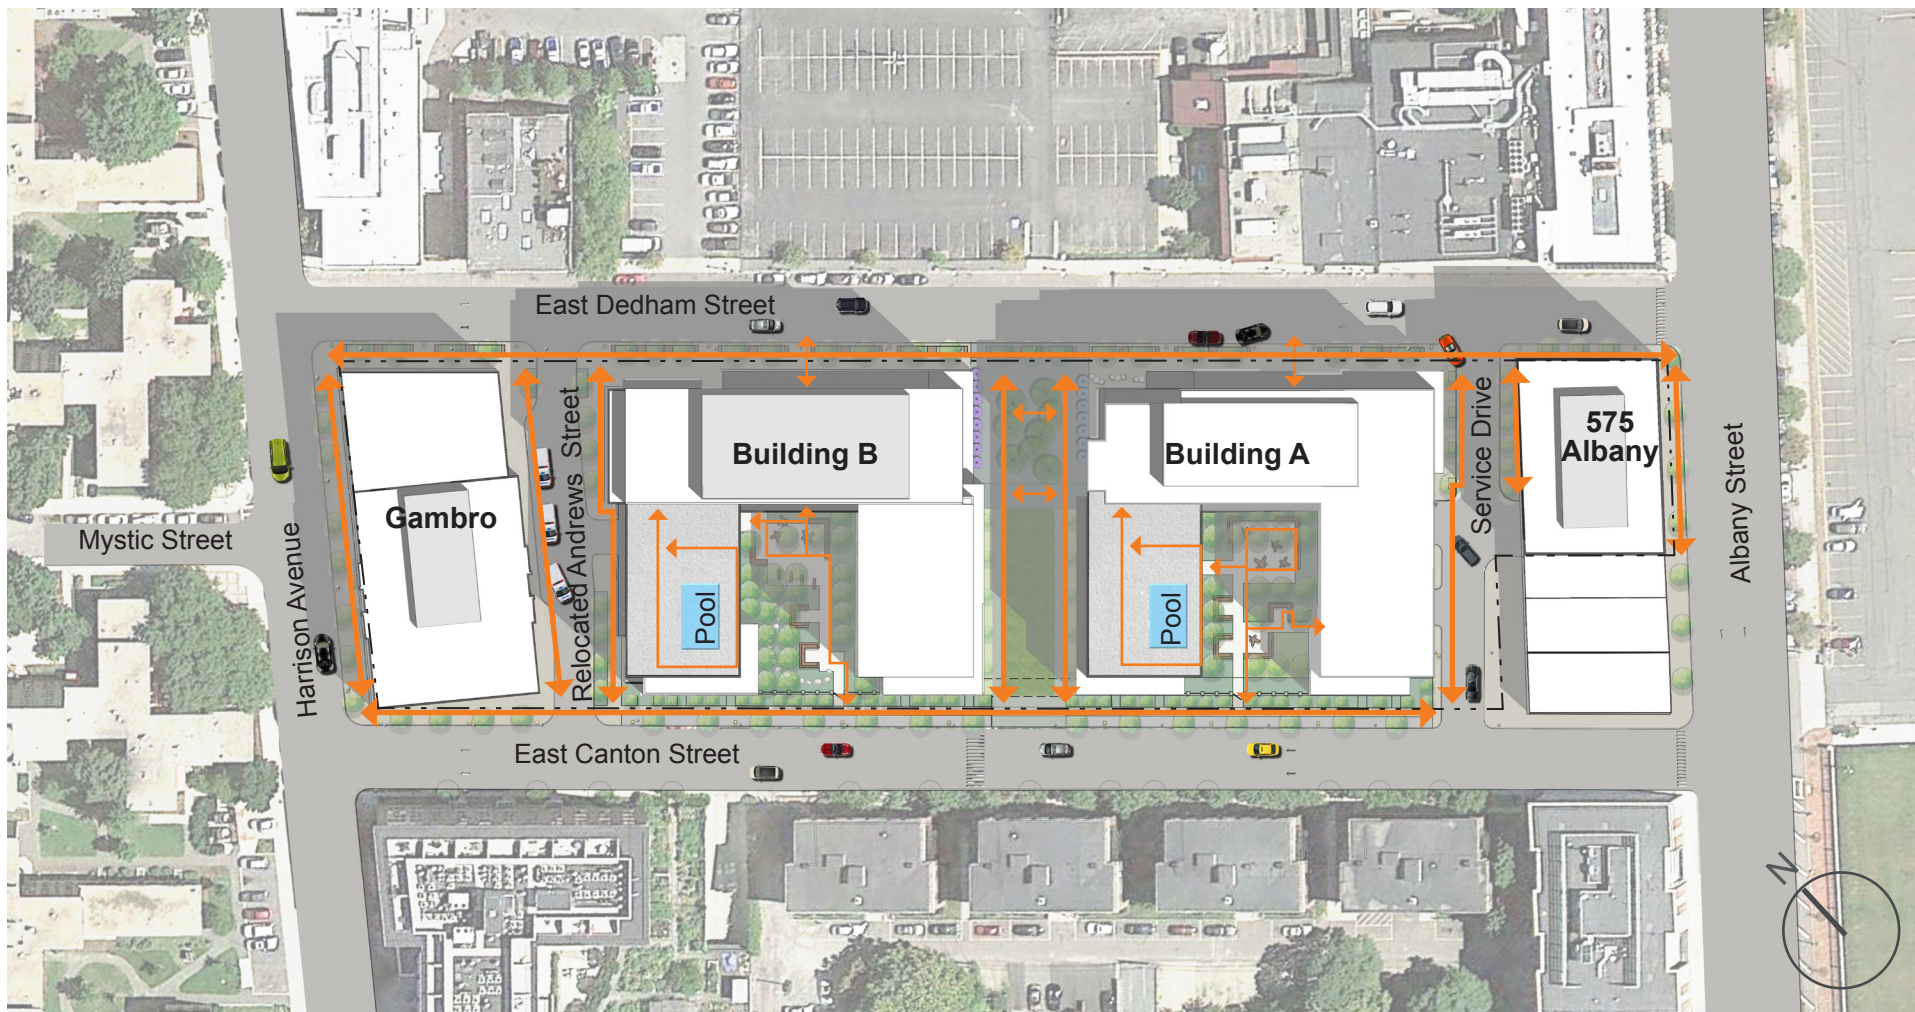 East Dedham Street
Building B
Building A
575
Albany
Gambro
Mystic Street
Harrison Avenue
Relocated Andrews Street
Pool
Pool
Service Drive
Albany Street
East Canton Street
N